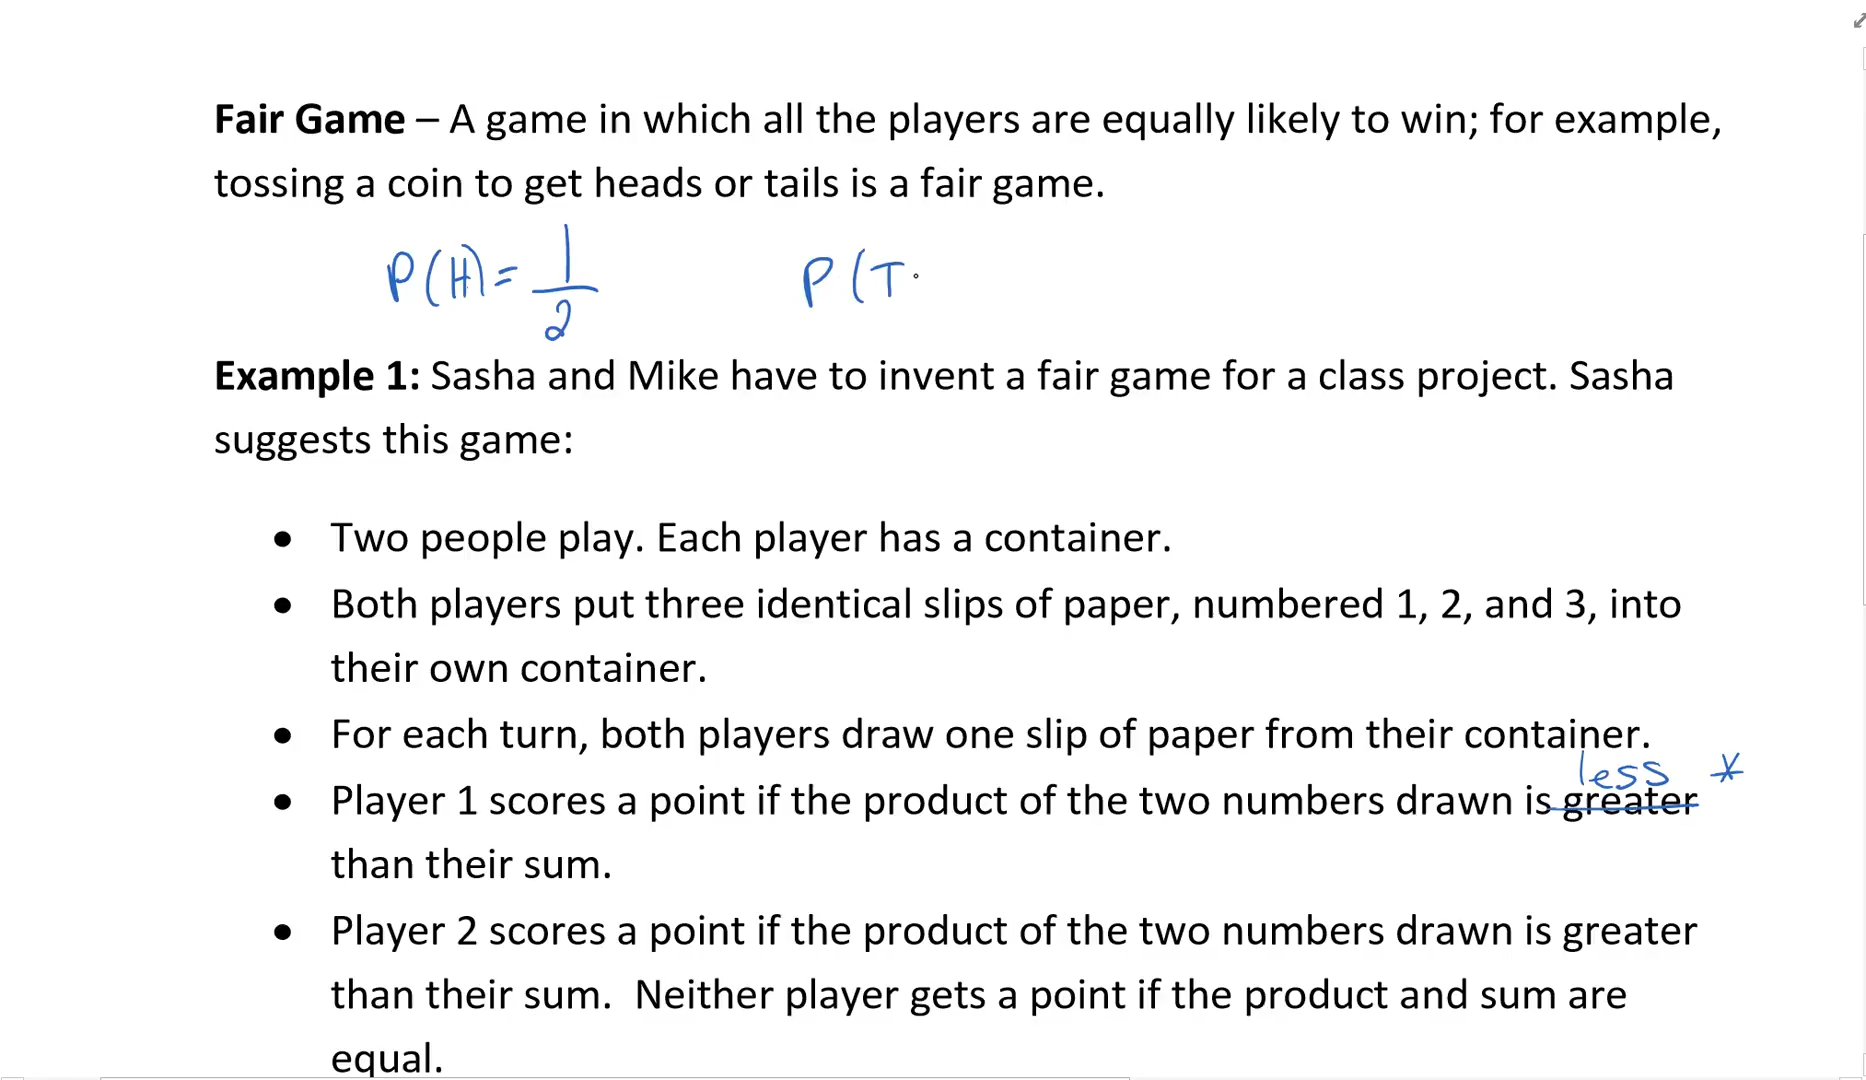 Fair Game – A game in which all the players are equally likely to win; for example,
tossing a coin to get heads or tails is a fair game.
P(H) = 1/2 P(T
Example 1: Sasha and Mike have to invent a fair game for a class project. Sasha
suggests this game:
• Two people play. Each player has a container.
• Both players put three identical slips of paper, numbered 1, 2, and 3, into
their own container.
• For each turn, both players draw one slip of paper from their container.
less *
• Player 1 scores a point if the product of the two numbers drawn is greater
than their sum.
• Player 2 scores a point if the product of the two numbers drawn is greater
than their sum. Neither player gets a point if the product and sum are
equal.